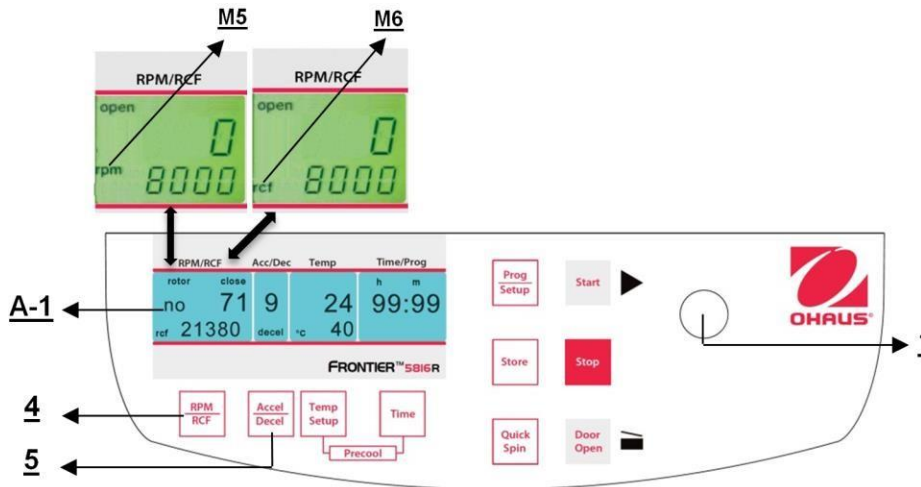 M5
M6
RPM/RCF
RPM/RCF
open
0
rpm 8000
open
0
rcf 8000
RPM/RCF Acc/Dec Temp Time/Prog
rotor close h m
no 71 9 24 99:99
rcf 21380 decel °C 40
FRONTIER™ 5816R
A-1
4
5
RPM
RCF
Accel
Decel
Temp
Setup
Time
Precool
Prog
Setup
Start
Store
Stop
Quick
Spin
Door
Open
OHAUS®